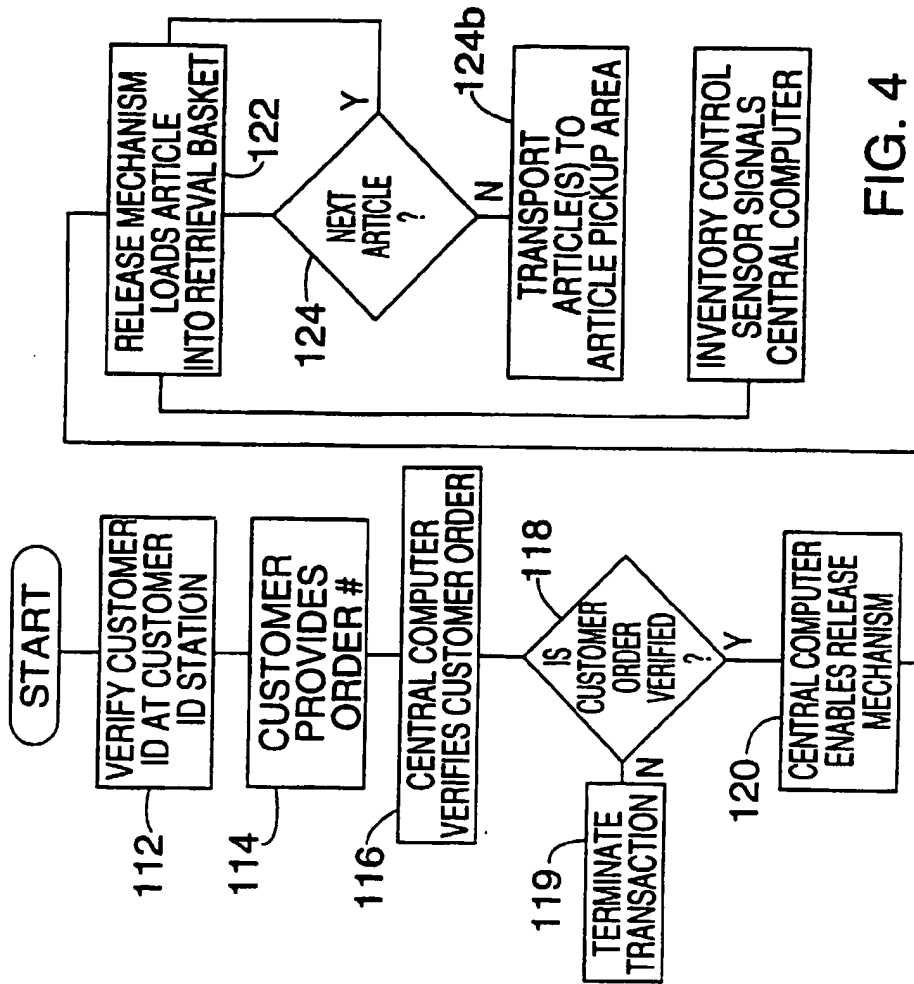 START
VERIFY CUSTOMER
ID AT CUSTOMER
ID STATION
112
CUSTOMER
PROVIDES
ORDER #
114
CENTRAL COMPUTER
VERIFIES CUSTOMER ORDER
116
IS
CUSTOMER
ORDER
VERIFIED
?
118
N
Y
TERMINATE
TRANSACTION
119
CENTRAL COMPUTER
ENABLES RELEASE
MECHANISM
120
RELEASE MECHANISM
LOADS ARTICLE
INTO RETRIEVAL BASKET
122
NEXT
ARTICLE
?
124
Y
N
TRANSPORT
ARTICLE(S) TO
ARTICLE PICKUP AREA
124b
INVENTORY CONTROL
SENSOR SIGNALS
CENTRAL COMPUTER
FIG. 4